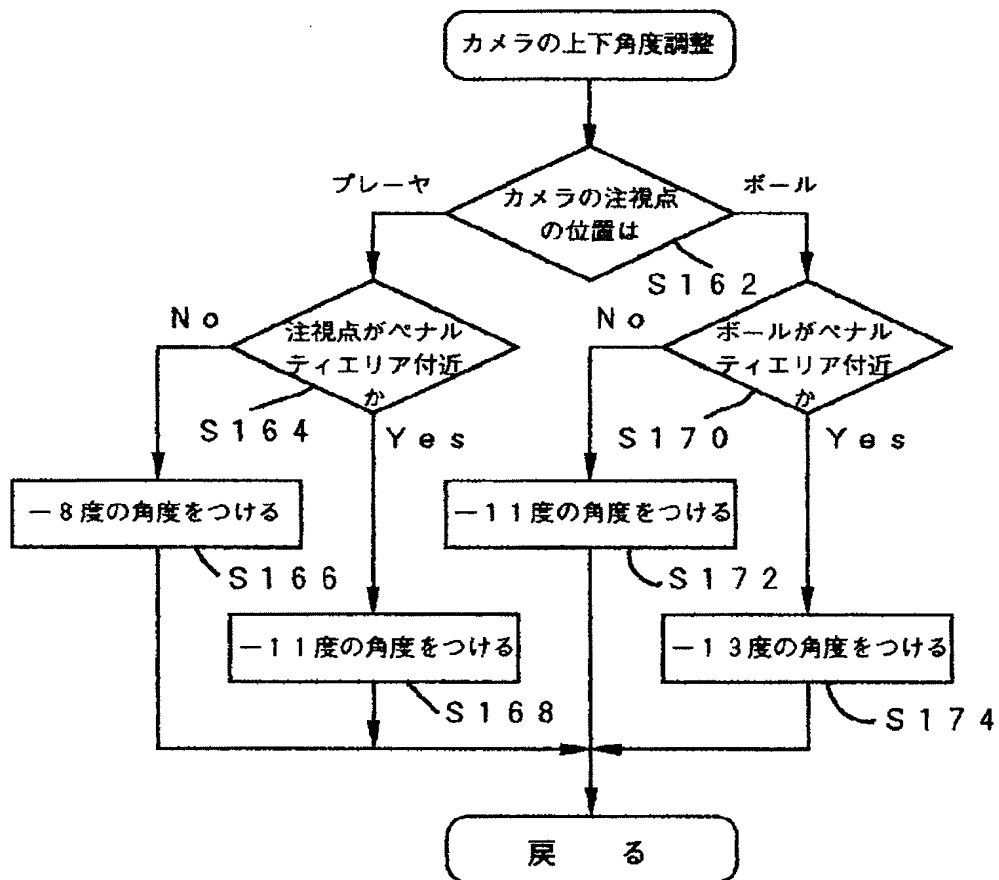 カメラの上下角度調整
プレーヤ
ボール
カメラの注視点
の位置は
S162
No
注視点がペナル
ティエリア付近
か
S164
Yes
No
ボールがペナル
ティエリア付近
か
S170
Yes
－8度の角度をつける
S166
－11度の角度をつける
S172
－11度の角度をつける
S168
－13度の角度をつける
S174
戻る